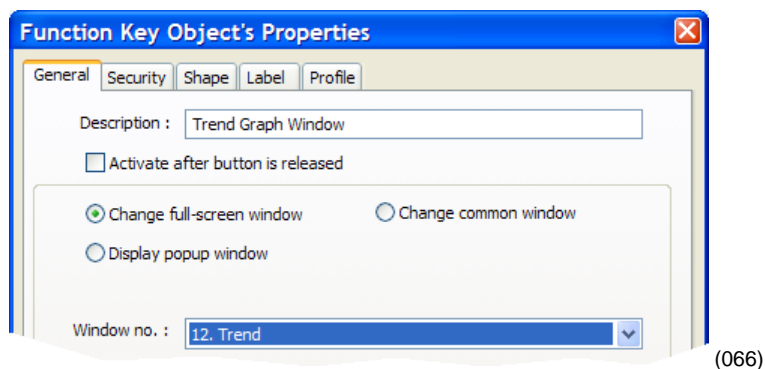 Function Key Object's Properties
General Security Shape Label Profile
Description : Trend Graph Window
Activate after button is released
Change full-screen window Change common window
Display popup window
Window no. : 12. Trend
(066)